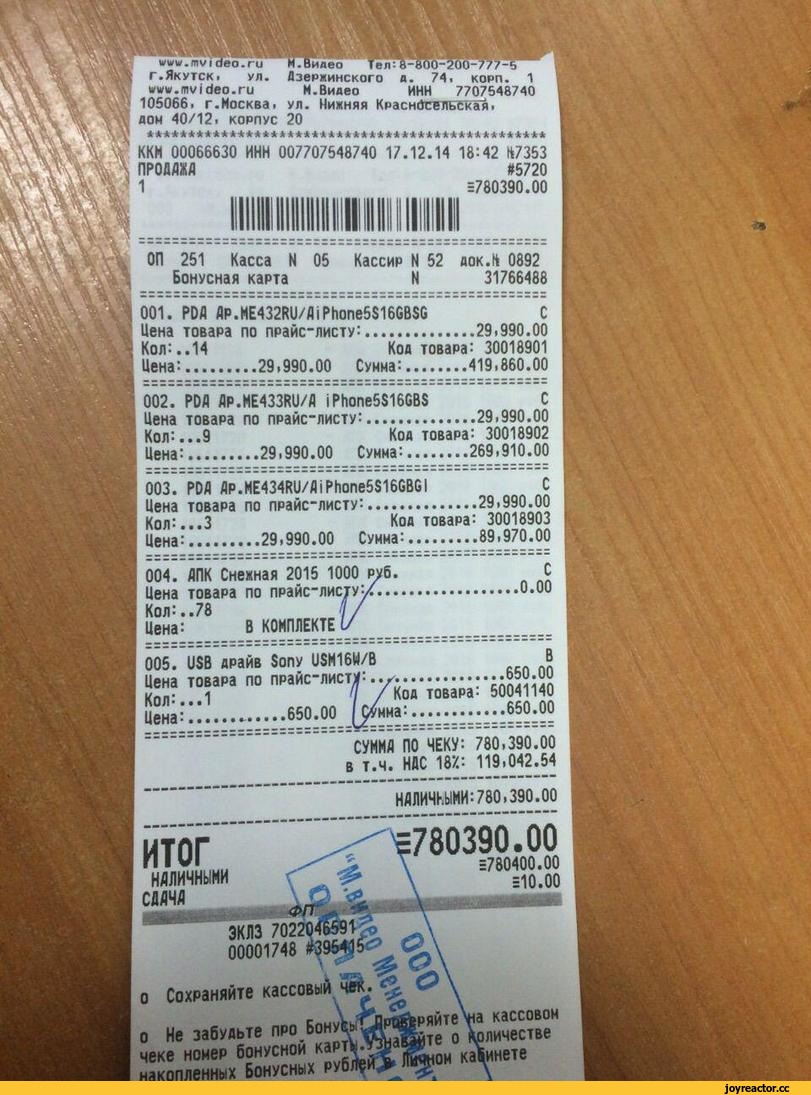 www.mvideo.ru М.Видео Тел:8-800-200-777-5
г.Якутск, ул. Дзержинского д. 74, корп. 1
www.mvideo.ru М.Видео ИНН 7707548740
105066, г.Москва, ул. Нижняя Красносельская,
дом 40/12, корпус 20
ККМ 00066630 ИНН 007707548740 17.12.14 18:42 №7353
ПРОДАЖА #5720
1 ≡780390.00
ОП 251 Касса N 05 Кассир N 52 док.№ 0892
Бонусная карта N 31766488
001. PDA Ap.ME432RU/AiPhone5S16GBSG C
Цена товара по прайс-листу:..............29,990.00
Кол:..14 Код товара: 30018901
Цена:.........29,990.00 Сумма:........419,860.00
002. PDA Ap.ME433RU/A iPhone5S16GBS C
Цена товара по прайс-листу:..............29,990.00
Кол:...9 Код товара: 30018902
Цена:.........29,990.00 Сумма:........269,910.00
003. PDA Ap.ME434RU/AiPhone5S16GBGl C
Цена товара по прайс-листу:..............29,990.00
Кол:...3 Код товара: 30018903
Цена:.........29,990.00 Сумма:.........89,970.00
004. АПК Снежная 2015 1000 руб. C
Цена товара по прайс-листу:...................0.00
Кол:..78
Цена: В КОМПЛЕКТЕ
005. USB драйв Sony USM16W/B B
Цена товара по прайс-листу:.................650.00
Кол:...1 Код товара: 50041140
Цена:............650.00 Сумма:............650.00
СУММА ПО ЧЕКУ: 780,390.00
в т.ч. НДС 18%: 119,042.54
НАЛИЧНЫМИ:780,390.00
ИТОГ ≡780390.00
НАЛИЧНЫМИ ≡780400.00
СДАЧА ≡10.00
ФП
ЭКЛЗ 7022046591
00001748 #395415
ООО
"М.видео Менеджмент
ОПЛАЧЕНО
о Сохраняйте кассовый чек.
о Не забудьте про Бонусы! Проверяйте на кассовом
чеке номер бонусной карты.Узнавайте о количестве
накопленных Бонусных рублей в Личном кабинете
joyreactor.cc